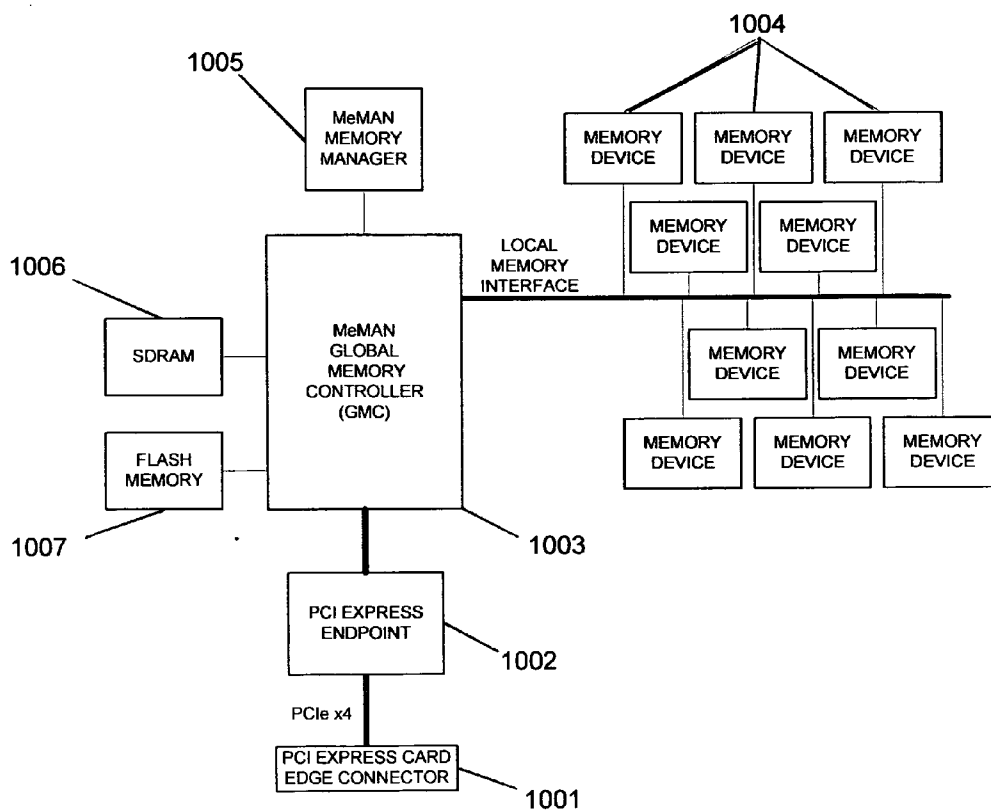 1004
1005
MeMAN
MEMORY
MANAGER
MEMORY
DEVICE
MEMORY
DEVICE
MEMORY
DEVICE
MEMORY
DEVICE
MEMORY
DEVICE
LOCAL
MEMORY
INTERFACE
1006
SDRAM
MeMAN
GLOBAL
MEMORY
CONTROLLER
(GMC)
MEMORY
DEVICE
MEMORY
DEVICE
FLASH
MEMORY
MEMORY
DEVICE
MEMORY
DEVICE
MEMORY
DEVICE
1007
1003
PCI EXPRESS
ENDPOINT
1002
PCIe x4
PCI EXPRESS CARD
EDGE CONNECTOR
1001